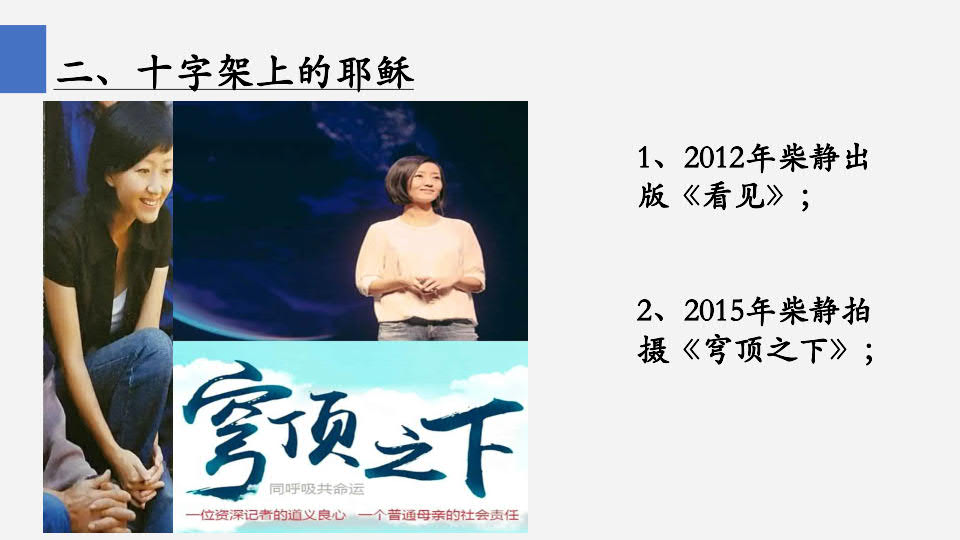 二、十字架上的耶稣
1、2012年柴静出
版《看见》;
2、2015年柴静拍
摄《穹顶之下》;
穹顶之下
同呼吸共命运
一位资深记者的道义良心 一个普通母亲的社会责任